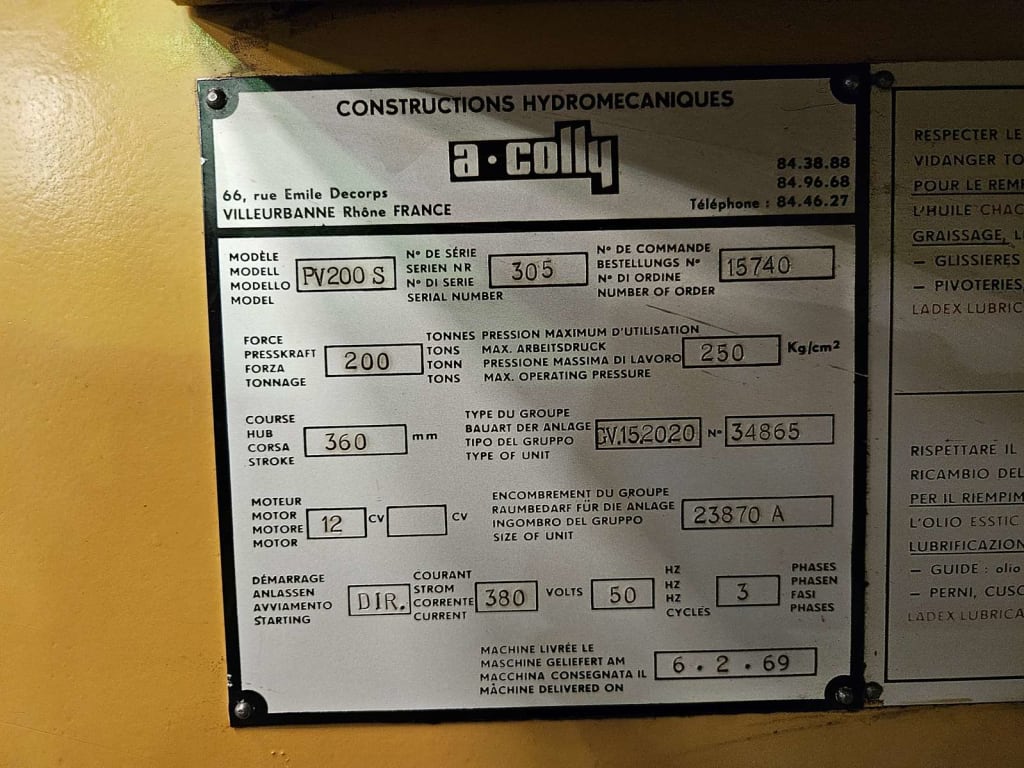 CONSTRUCTIONS HYDROMECANIQUES
a·colly
84.38.88
84.96.68
66, rue Emile Decorps
VILLEURBANNE Rhône FRANCE
Téléphone : 84.46.27
MODÈLE
MODELL
MODELLO
MODEL
PV200 S
Nº DE SÉRIE
SERIEN NR
Nº DI SERIE
SERIAL NUMBER
305
Nº DE COMMANDE
BESTELLUNGS Nº
Nº DI ORDINE
NUMBER OF ORDER
15740
FORCE
PRESSKRAFT
FORZA
TONNAGE
200
TONNES
TONS
TONN
TONS
PRESSION MAXIMUM D'UTILISATION
MAX. ARBEITSDRUCK
PRESSIONE MASSIMA DI LAVORO
MAX. OPERATING PRESSURE
250
Kg/cm²
COURSE
HUB
CORSA
STROKE
360
mm
TYPE DU GROUPE
BAUART DER ANLAGE
TIPO DEL GRUPPO
TYPE OF UNIT
GV.15.2020
Nº
34865
MOTEUR
MOTOR
MOTORE
MOTOR
12
CV
CV
ENCOMBREMENT DU GROUPE
RAUMBEDARF FÜR DIE ANLAGE
INGOMBRO DEL GRUPPO
SIZE OF UNIT
23870 A
DÉMARRAGE
ANLASSEN
AVVIAMENTO
STARTING
DIR.
COURANT
STROM
CORRENTE
CURRENT
380
VOLTS
50
HZ
HZ
HZ
CYCLES
3
PHASES
PHASEN
FASI
PHASES
MACHINE LIVRÉE LE
MASCHINE GELIEFERT AM
MACCHINA CONSEGNATA IL
MACHINE DELIVERED ON
6.2.69
RESPECTER LE
VIDANGER TO
POUR LE REMP
L'HUILE CHAC
GRAISSAGE, L
— GLISSIERES
— PIVOTERIES,
LADEX LUBRIC
RISPETTARE IL
RICAMBIO DEL
PER IL RIEMPIM
L'OLIO ESSTIC
LUBRIFICAZION
— GUIDE : olio
— PERNI, CUSC
LADEX LUBRICA